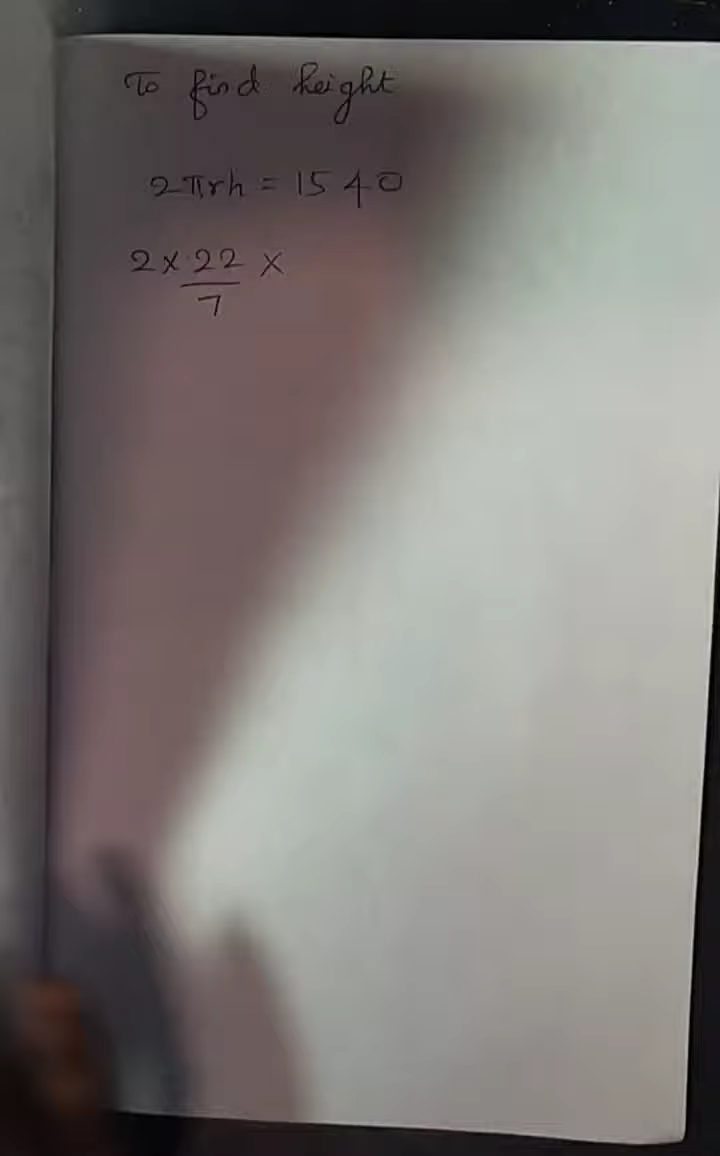 To find height
2πrh = 1540
2 × 22/7 ×